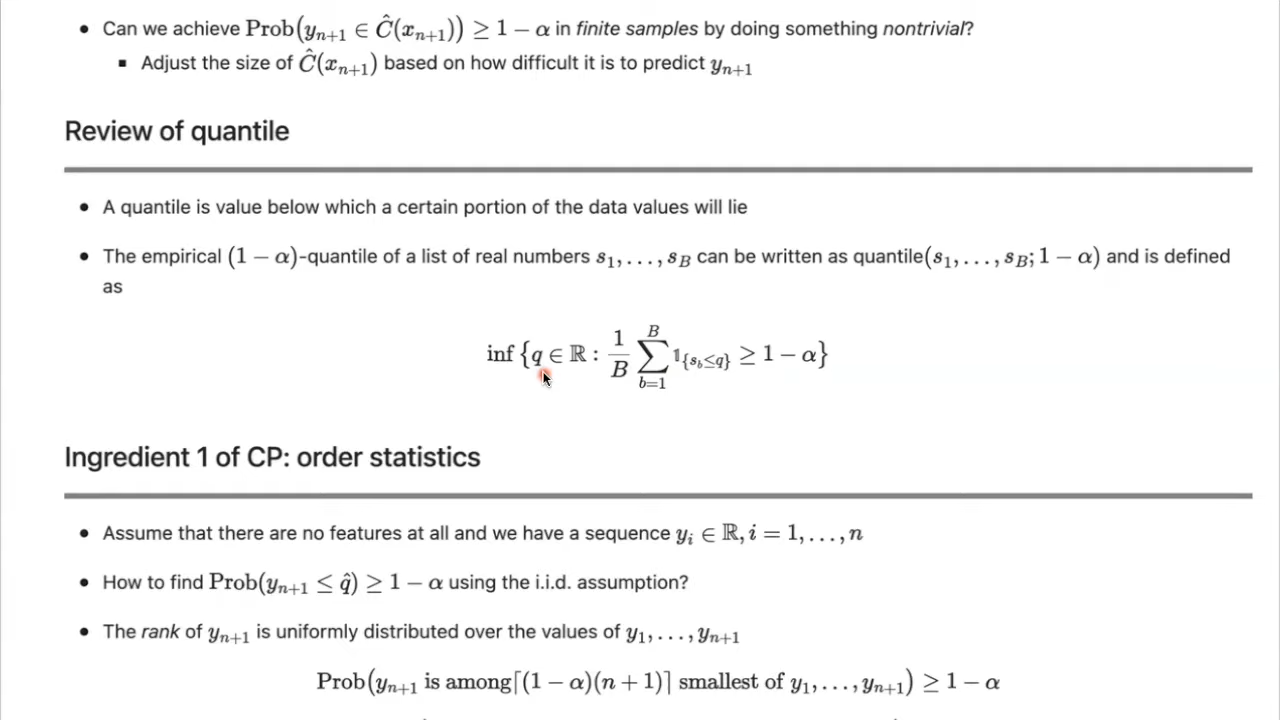 • Can we achieve Prob(y_{n+1} ∈ Ĉ(x_{n+1})) ≥ 1 − α in finite samples by doing something nontrivial?
▪ Adjust the size of Ĉ(x_{n+1}) based on how difficult it is to predict y_{n+1}
Review of quantile
• A quantile is value below which a certain portion of the data values will lie
• The empirical (1 − α)-quantile of a list of real numbers s_1, . . . , s_B can be written as quantile(s_1, . . . , s_B; 1 − α) and is defined
as
inf {q ∈ ℝ : \frac{1}{B} \sum_{b=1}^{B} 𝟙_{\{s_b ≤ q\}} ≥ 1 − α}
Ingredient 1 of CP: order statistics
• Assume that there are no features at all and we have a sequence y_i ∈ ℝ, i = 1, . . . , n
• How to find Prob(y_{n+1} ≤ q̂) ≥ 1 − α using the i.i.d. assumption?
• The rank of y_{n+1} is uniformly distributed over the values of y_1, . . . , y_{n+1}
Prob(y_{n+1} is among⌈(1 − α)(n + 1)⌉ smallest of y_1, . . . , y_{n+1}) ≥ 1 − α